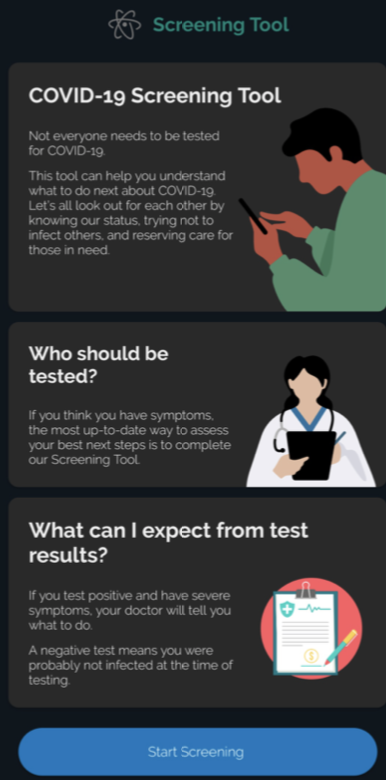 Screening Tool
COVID-19 Screening Tool
Not everyone needs to be tested
for COVID-19.
This tool can help you understand
what to do next about COVID-19.
Let's all look out for each other by
knowing our status, trying not to
infect others, and reserving care for
those in need.
Who should be
tested?
If you think you have symptoms,
the most up-to-date way to assess
your best next steps is to complete
our Screening Tool.
What can I expect from test
results?
If you test positive and have severe
symptoms, your doctor will tell you
what to do.
A negative test means you were
probably not infected at the time of
testing.
$
Start Screening